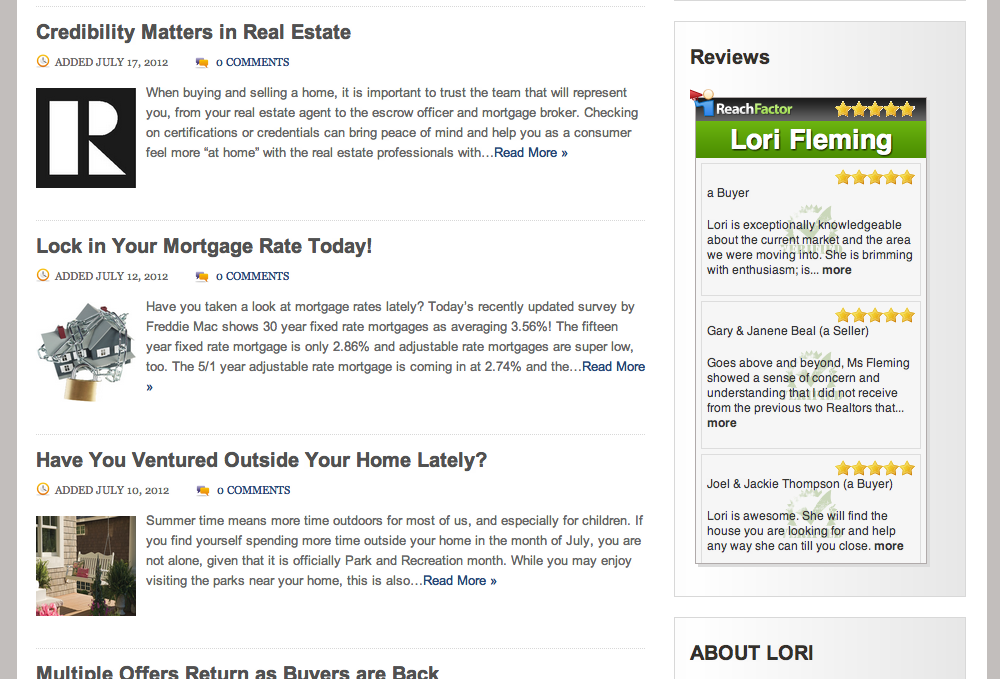 Credibility Matters in Real Estate
ADDED JULY 17, 2012 0 COMMENTS
When buying and selling a home, it is important to trust the team that will represent
you, from your real estate agent to the escrow officer and mortgage broker. Checking
on certifications or credentials can bring peace of mind and help you as a consumer
feel more “at home” with the real estate professionals with…Read More »
R
Lock in Your Mortgage Rate Today!
ADDED JULY 12, 2012 0 COMMENTS
Have you taken a look at mortgage rates lately? Today’s recently updated survey by
Freddie Mac shows 30 year fixed rate mortgages as averaging 3.56%! The fifteen
year fixed rate mortgage is only 2.86% and adjustable rate mortgages are super low,
too. The 5/1 year adjustable rate mortgage is coming in at 2.74% and the…Read More
»
Have You Ventured Outside Your Home Lately?
ADDED JULY 10, 2012 0 COMMENTS
Summer time means more time outdoors for most of us, and especially for children. If
you find yourself spending more time outside your home in the month of July, you are
not alone, given that it is officially Park and Recreation month. While you may enjoy
visiting the parks near your home, this is also…Read More »
Multiple Offers Return as Buyers are Back
Reviews
ReachFactor
Lori Fleming
a Buyer
Lori is exceptionally knowledgeable
about the current market and the area
we were moving into. She is brimming
with enthusiasm; is... more
Gary & Janene Beal (a Seller)
Goes above and beyond, Ms Fleming
showed a sense of concern and
understanding that I did not receive
from the previous two Realtors that...
more
Joel & Jackie Thompson (a Buyer)
Lori is awesome. She will find the
house you are looking for and help
any way she can till you close. more
ABOUT LORI